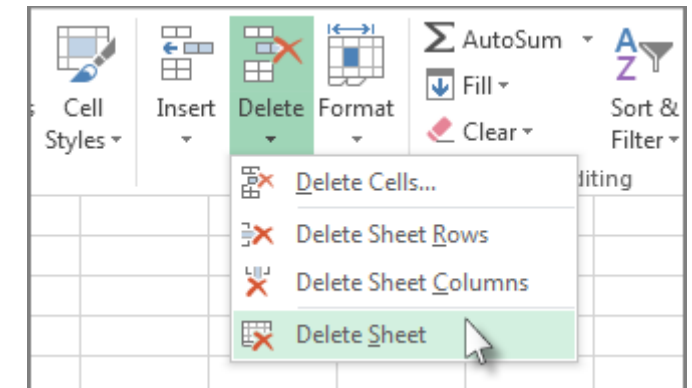 Cell
Styles
Insert
Delete
Format
AutoSum
Fill
Clear
A
Z
Sort &
Filter
Delete Cells...
Delete Sheet Rows
Delete Sheet Columns
Delete Sheet